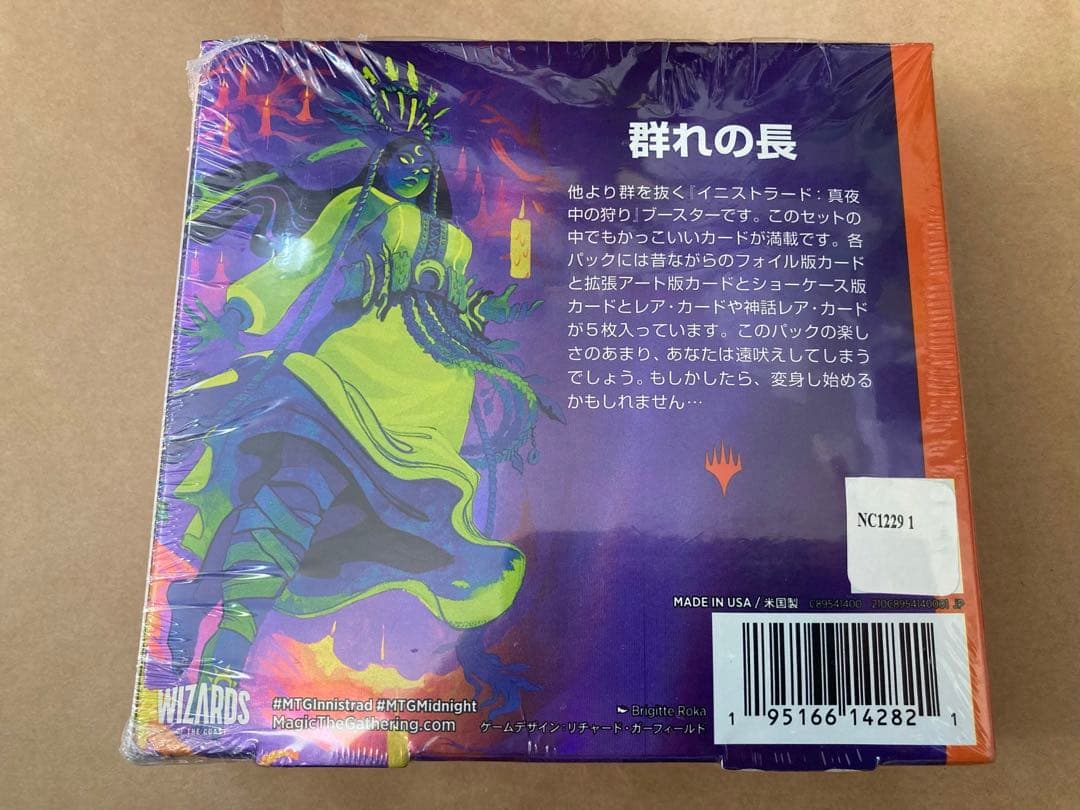 群れの長
他より群を抜く『イニストラード：真夜
中の狩り』ブースターです。このセットの
中でもかっこいいカードが満載です。各
パックには昔ながらのフォイル版カード
と拡張アート版カードとショーケース版
カードとレア・カードや神話レア・カード
が５枚入っています。このパックの楽し
さのあまり、あなたは遠吠えしてしまう
でしょう。もしかしたら、変身し始める
かもしれません…
NC1229 1
MADE IN USA / 米国製 C89541400 210C8954140001 JP
WIZARDS
OF THE COAST
#MTGInnistrad #MTGMidnight
MagicTheGathering.com
Brigitte Roka
ゲームデザイン：リチャード・ガーフィールド
1 95166 14282 1